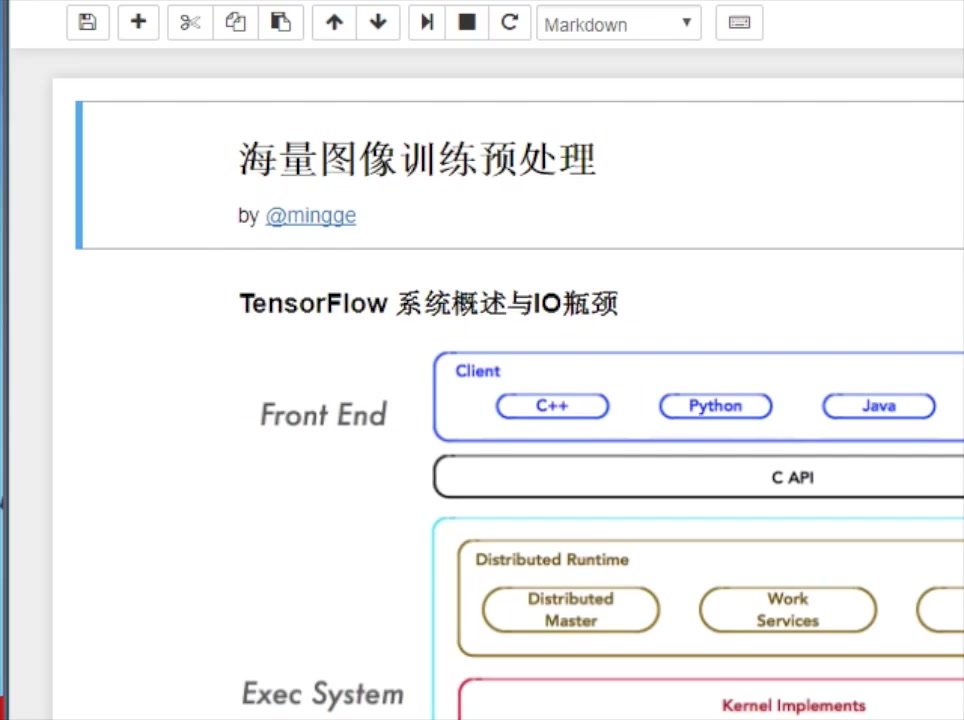 Markdown
海量图像训练预处理
by @mingge
TensorFlow 系统概述与IO瓶颈
Client
Front End
C++ Python Java
C API
Distributed Runtime
Distributed Master
Work Services
Exec System
Kernel Implements